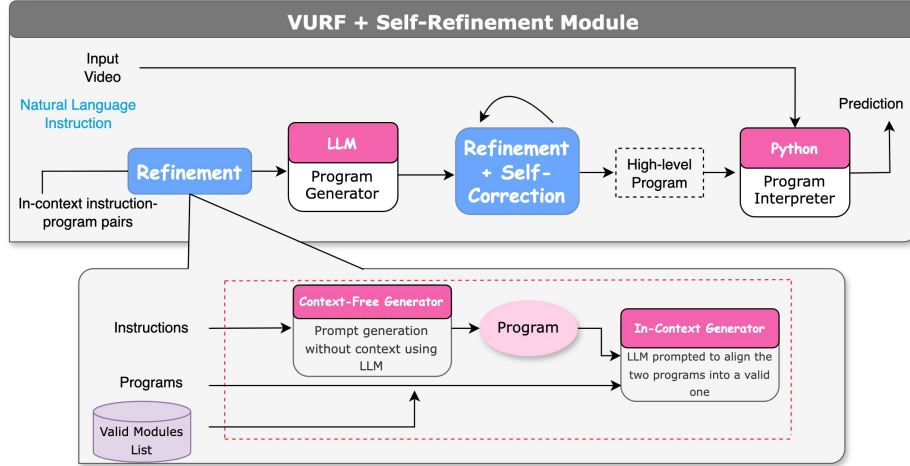 VURF + Self-Refinement Module
Input
Video
Natural Language
Instruction
In-context instruction-
program pairs
Refinement
LLM
Program
Generator
Refinement
+ Self-
Correction
High-level
Program
Python
Program
Interpreter
Prediction
Instructions
Context-Free Generator
Prompt generation
without context using
LLM
Program
In-Context Generator
LLM prompted to align the
two programs into a valid
one
Programs
Valid Modules
List